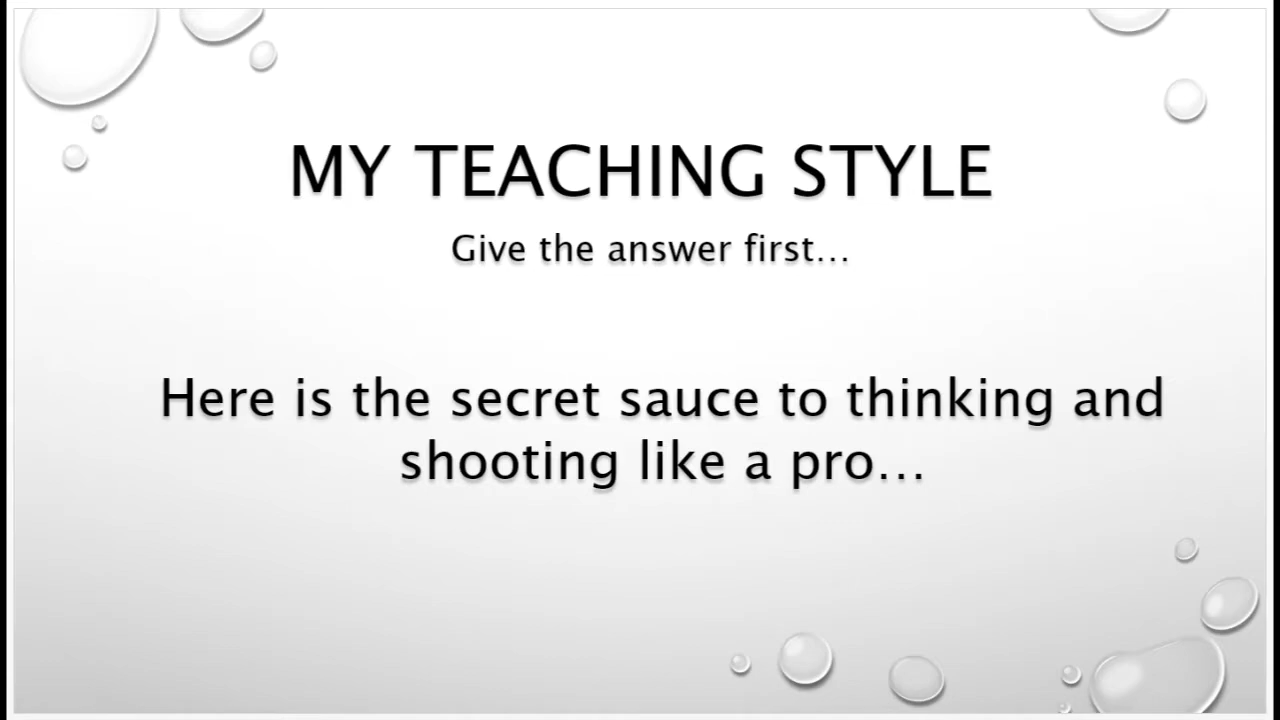 MY TEACHING STYLE
Give the answer first...
Here is the secret sauce to thinking and
shooting like a pro...